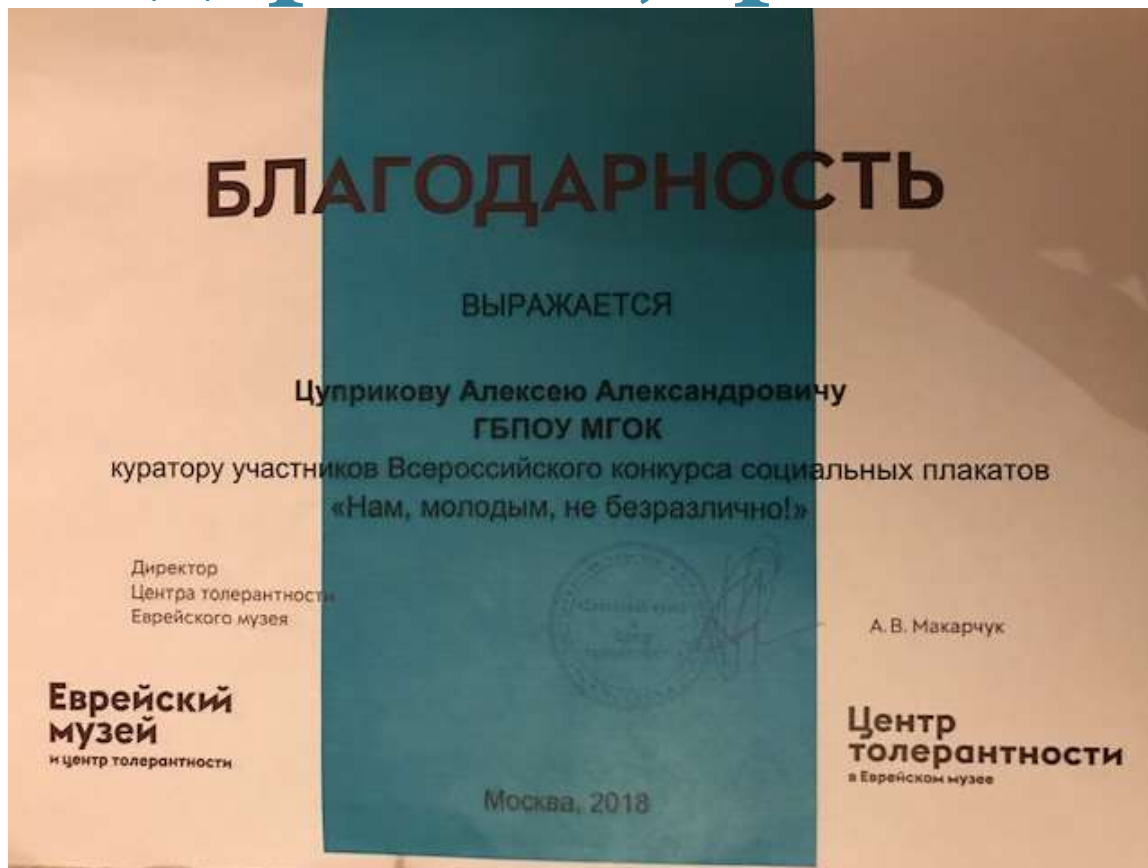 БЛАГОДАРНОСТЬ
ВЫРАЖАЕТСЯ
Цуприкову Алексею Александровичу
ГБПОУ МГОК
куратору участников Всероссийского конкурса социальных плакатов
«Нам, молодым, не безразлично!»
Директор
Центра толерантности
Еврейского музея
А. В. Макарчук
Еврейский
музей
и центр толерантности
Центр
толерантности
в Еврейском музее
Москва, 2018